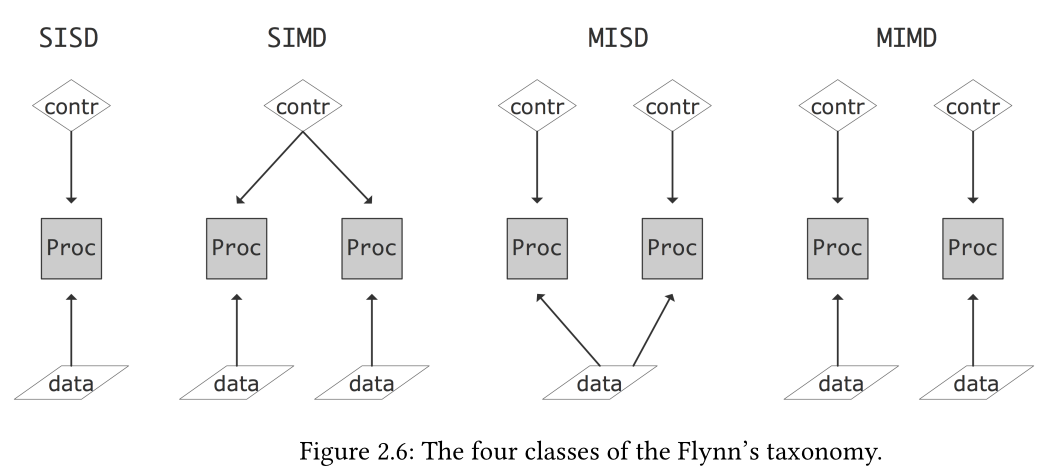 SISD SIMD MISD MIMD
contr contr contr contr contr contr
Proc Proc Proc Proc Proc Proc Proc
data data data data data data
Figure 2.6: The four classes of the Flynn's taxonomy.